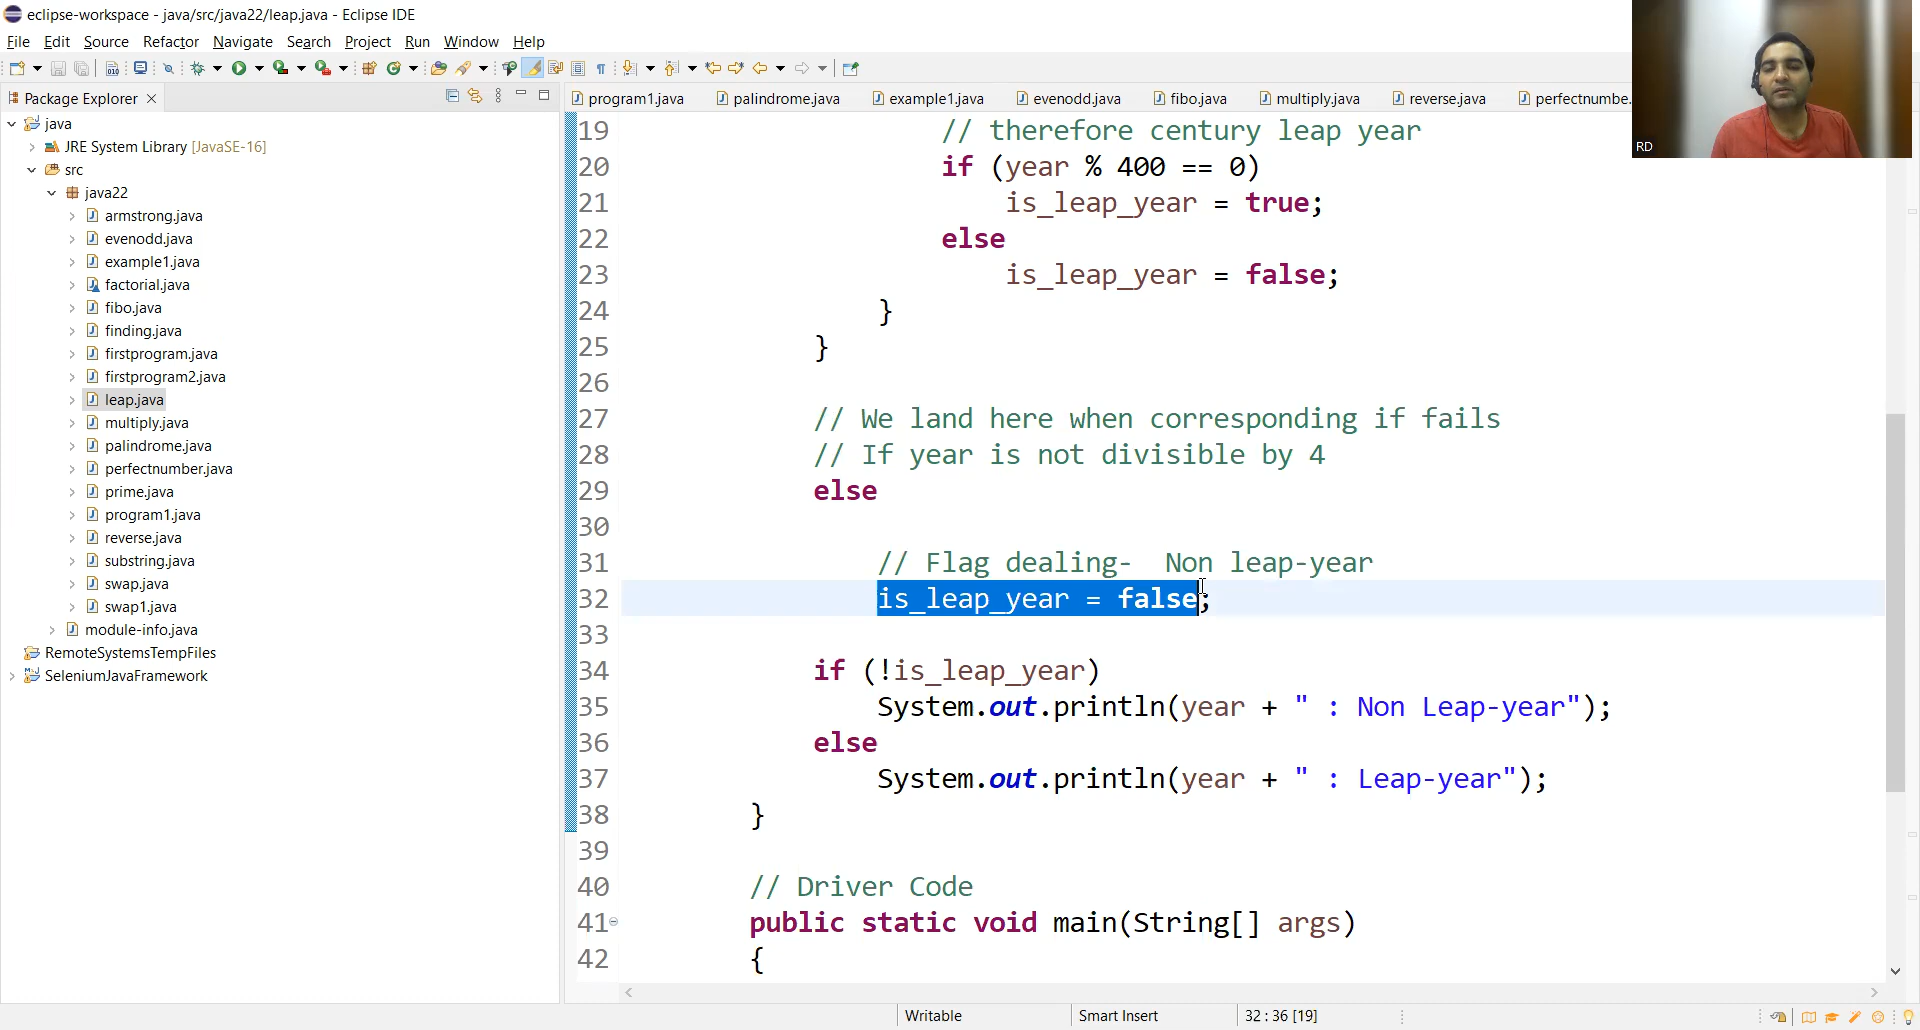 eclipse-workspace - java/src/java22/leap.java - Eclipse IDE
File Edit Source Refactor Navigate Search Project Run Window Help
Package Explorer
program1.java palindrome.java example1.java evenodd.java fibo.java multiply.java reverse.java perfectnumbe.
RD
java
JRE System Library [JavaSE-16]
src
java22
armstrong.java
evenodd.java
example1.java
factorial.java
fibo.java
finding.java
firstprogram.java
firstprogram2.java
leap.java
multiply.java
palindrome.java
perfectnumber.java
prime.java
program1.java
reverse.java
substring.java
swap.java
swap1.java
module-info.java
RemoteSystemsTempFiles
SeleniumJavaFramework
19 // therefore century leap year
20 if (year % 400 == 0)
21 is_leap_year = true;
22 else
23 is_leap_year = false;
24 }
25 }
26
27 // We land here when corresponding if fails
28 // If year is not divisible by 4
29 else
30
31 // Flag dealing-  Non leap-year
32 is_leap_year = false;
33
34 if (!is_leap_year)
35 System.out.println(year + " : Non Leap-year");
36 else
37 System.out.println(year + " : Leap-year");
38 }
39
40 // Driver Code
41 public static void main(String[] args)
42 {
Writable Smart Insert 32 : 36 [19]